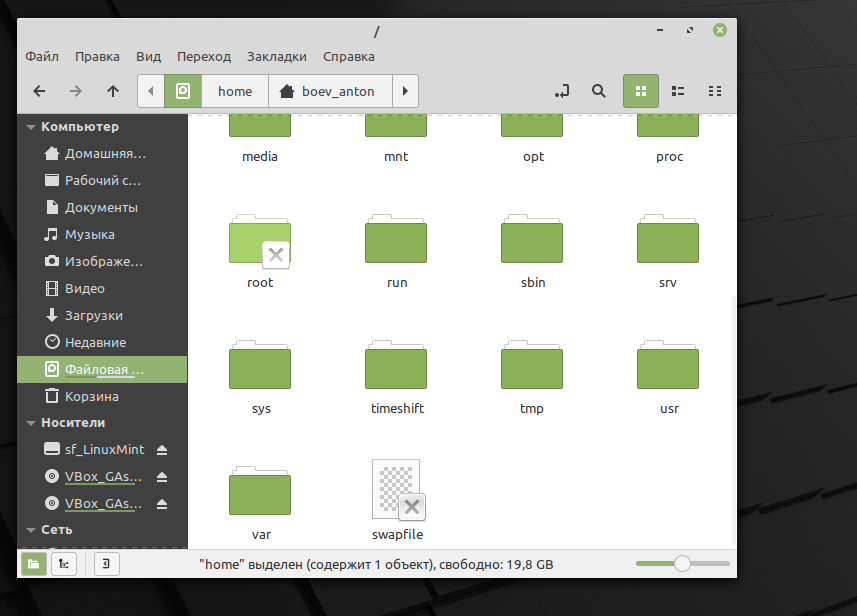 /
Файл Правка Вид Переход Закладки Справка
home boev_anton
Компьютер
Домашняя...
Рабочий с...
Документы
Музыка
Изображе...
Видео
Загрузки
Недавние
Файловая ...
Корзина
Носители
sf_LinuxMint
VBox_GAs...
VBox_GAs...
Сеть
media mnt opt proc
root run sbin srv
sys timeshift tmp usr
var swapfile
"home" выделен (содержит 1 объект), свободно: 19,8 GB